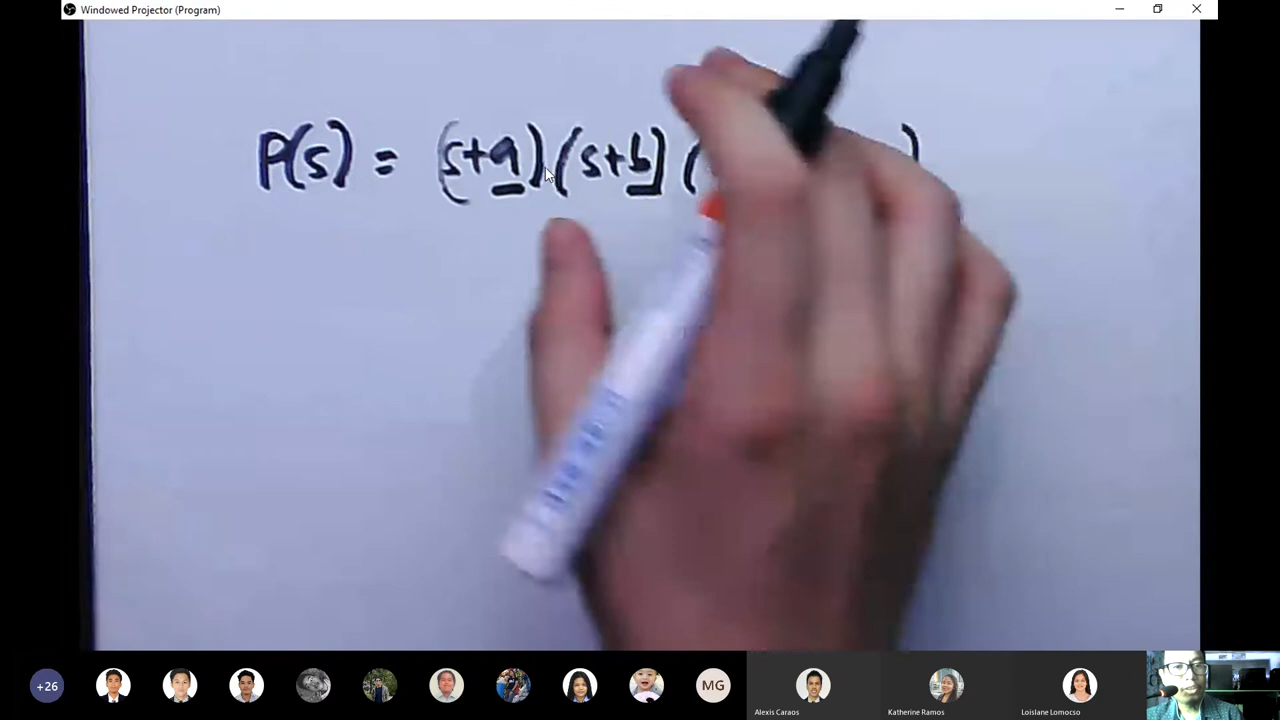 Windowed Projector (Program)
P(s) = (s+a)(s+b)( )
+26
MG
Alexis Caraos
Katherine Ramos
Loislane Lomocso